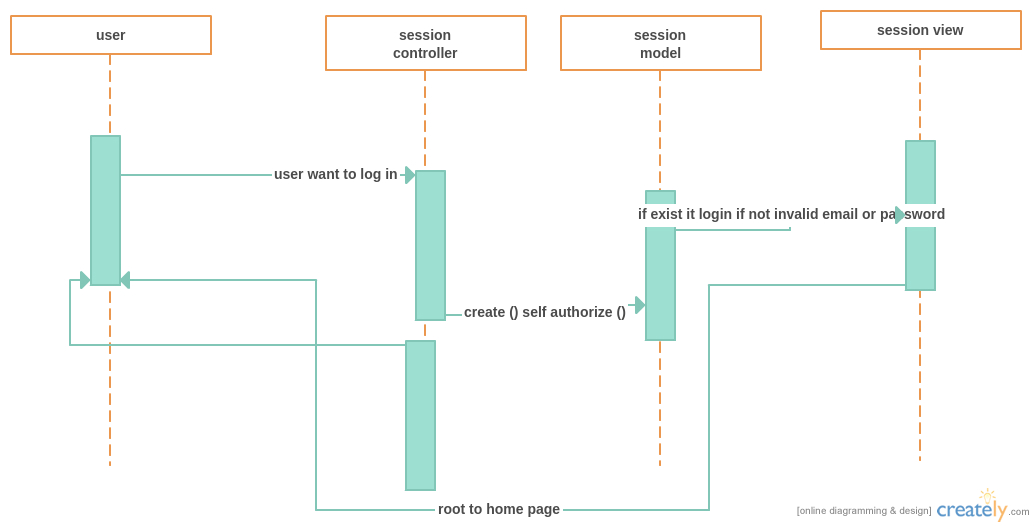 user
session
controller
session
model
session view
user want to log in
if exist it login if not invalid email or password
create () self authorize ()
root to home page
[online diagramming & design] creately.com